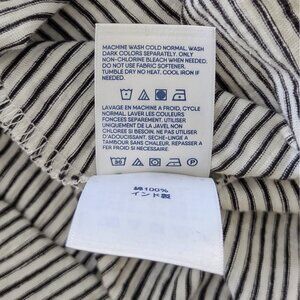 MACHINE WASH COLD NORMAL, WASH
DARK COLORS SEPARATELY. ONLY
NON-CHLORINE BLEACH WHEN NEEDED.
DO NOT USE FABRIC SOFTENER.
TUMBLE DRY NO HEAT. COOL IRON IF
NEEDED.
LAVAGE EN MACHINE A FROID, CYCLE
NORMAL. LAVER LES COULEURS
FONCEES SEPAREMENT. UTILISER
UNIQUEMENT DE LA JAVEL SANS CHLORE
SI BESOIN. NE PAS UTILISER
D'ADOUCISSANT, SECHE-LINGE A
TAMBOUR SANS CHALEUR. REPASSER A
FER FROID SI NECESSAIRE.
綿100%
インド製